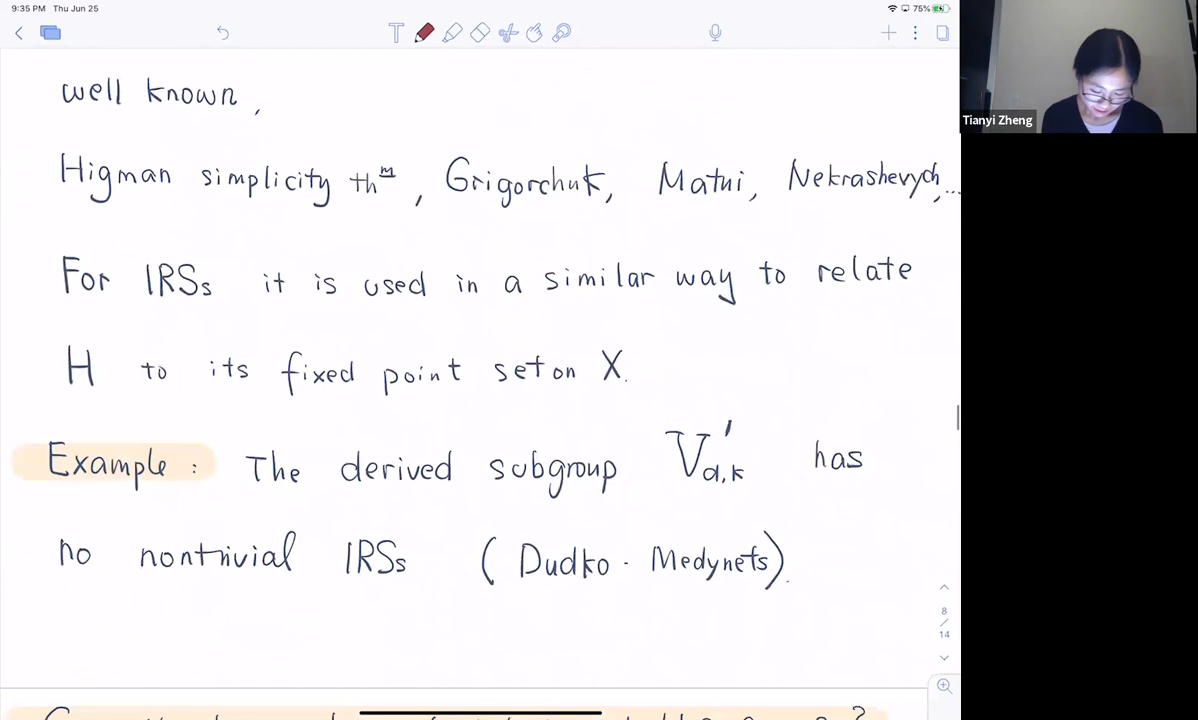 9:35 PM Thu Jun 25
75%
Tianyi Zheng
well known,
Higman simplicity thm, Grigorchuk, Matui, Nekrashevych,...
For IRSs it is used in a similar way to relate
H to its fixed point set on X.
Example: The derived subgroup V'd,k has
no nontrivial IRSs (Dudko - Medynets).
8
/
14